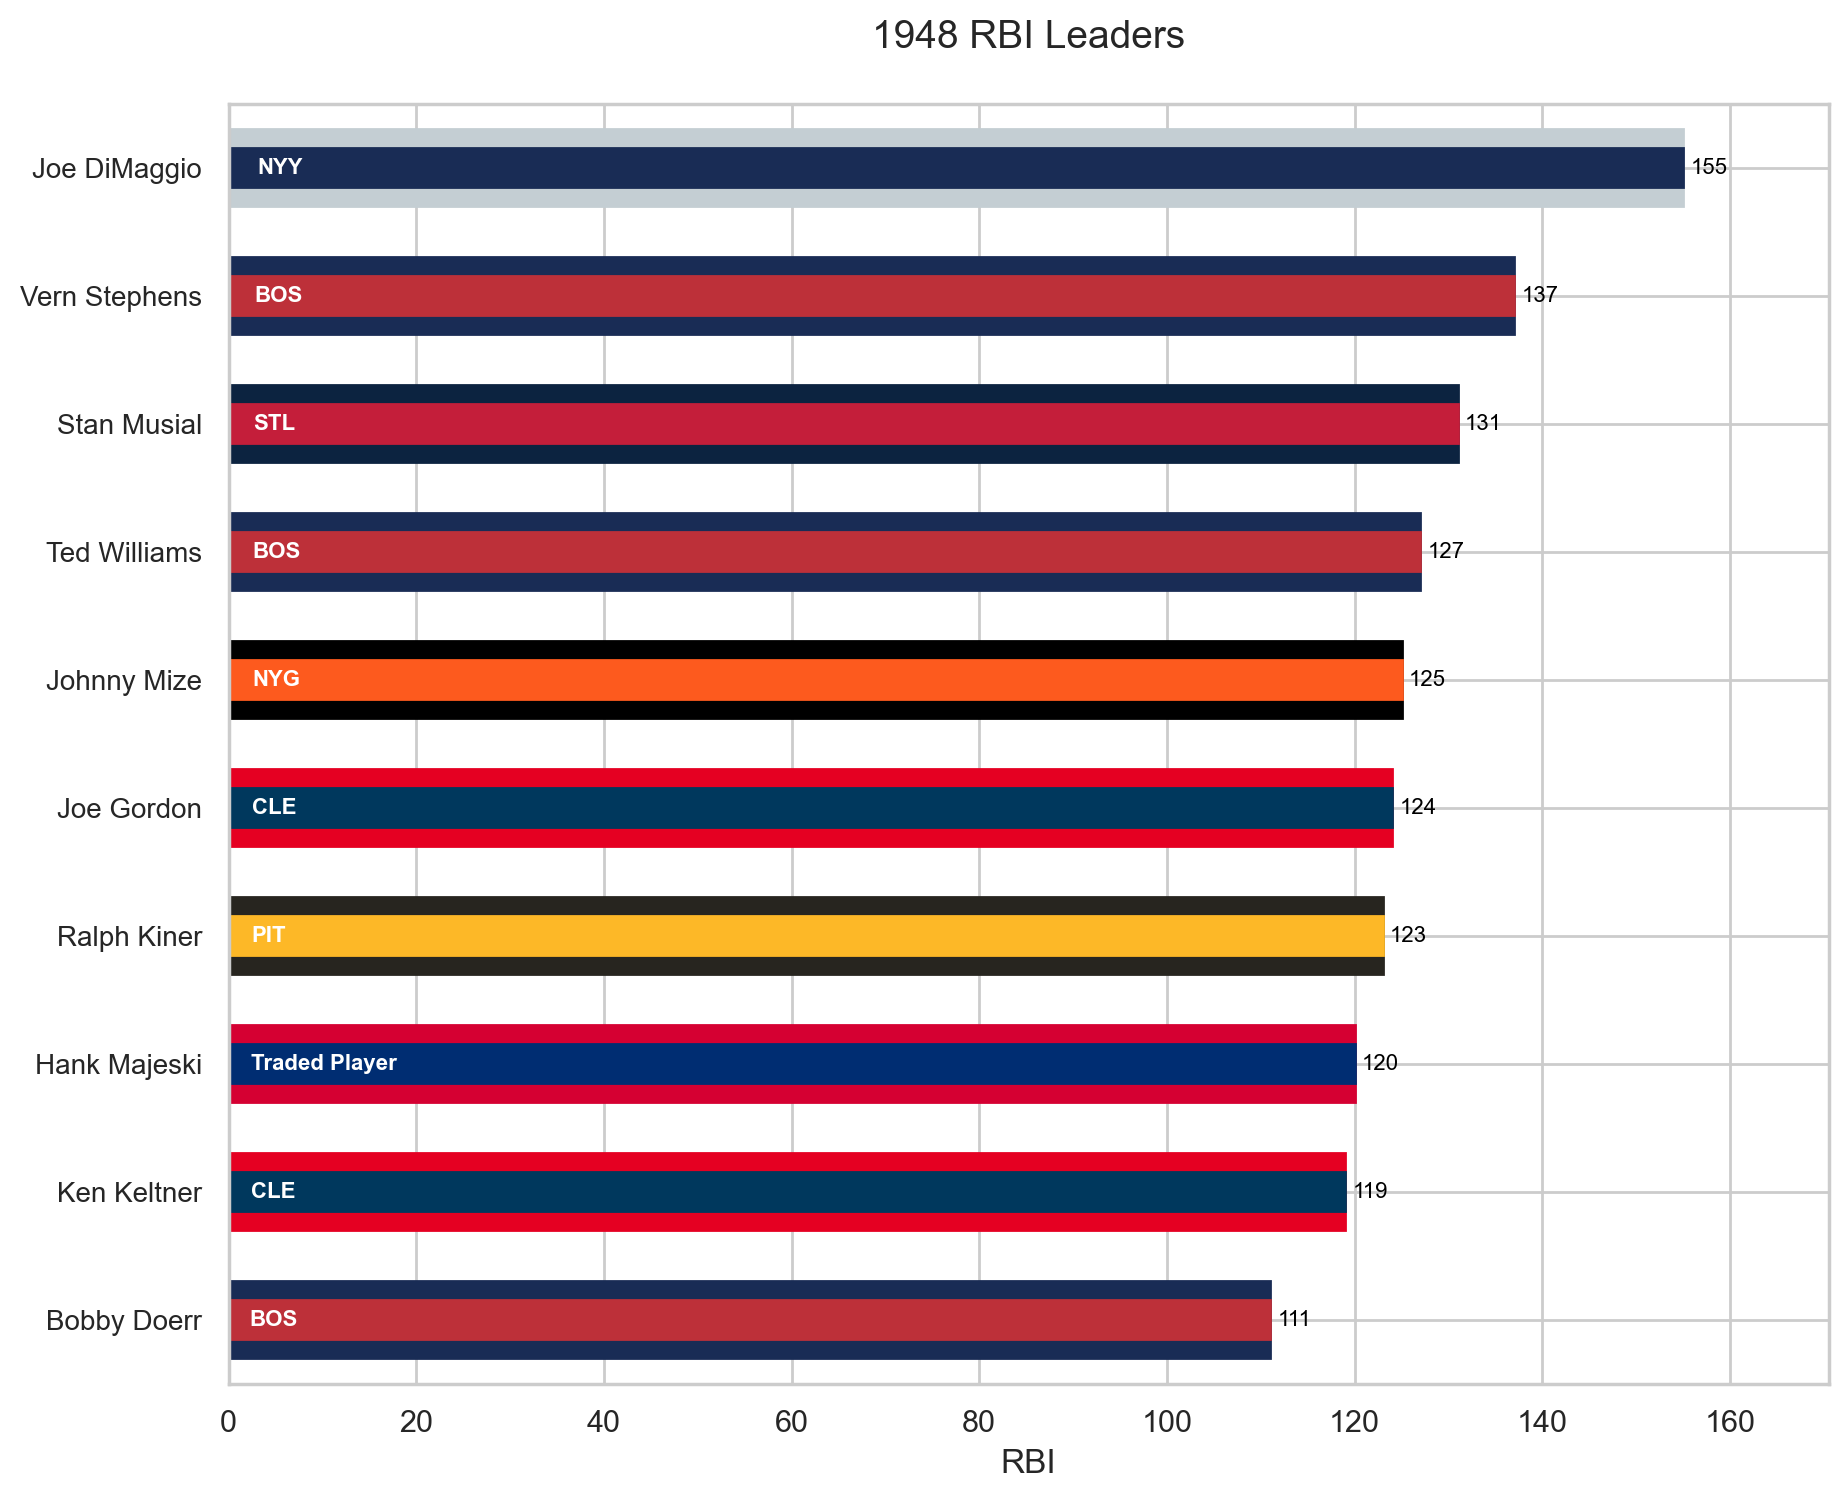 1948 RBI Leaders
Joe DiMaggio NYY 155
Vern Stephens BOS 137
Stan Musial STL 131
Ted Williams BOS 127
Johnny Mize NYG 125
Joe Gordon CLE 124
Ralph Kiner PIT 123
Hank Majeski Traded Player 120
Ken Keltner CLE 119
Bobby Doerr BOS 111
0 20 40 60 80 100 120 140 160
RBI